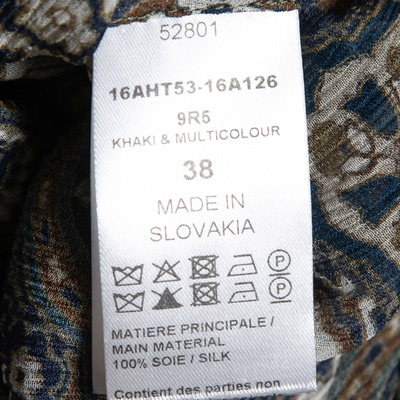 52801
16AHT53-16A126
9R5
KHAKI & MULTICOLOUR
38
MADE IN
SLOVAKIA
P
P
MATIERE PRINCIPALE /
MAIN MATERIAL
100% SOIE / SILK
Contient des parties non